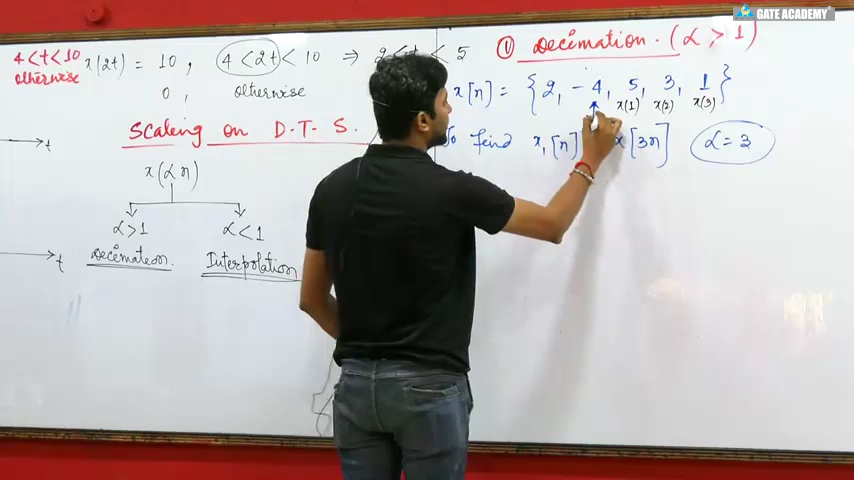 GATE ACADEMY
4 < t < 10
otherwise
x(2t) = 10 , 4 < 2t < 10 ⇒ 2 < t < 5
0 , otherwise
Scaling on D.T.S.
x(αn)
α>1 α<1
Decimation. Interpolation
① Decimation. (α > 1)
x[n] = { 2, -4, 5, 3, 1 }
↑ x(1) x(2) x(3)
To find x₁[n] x[3n] α = 3
t
t